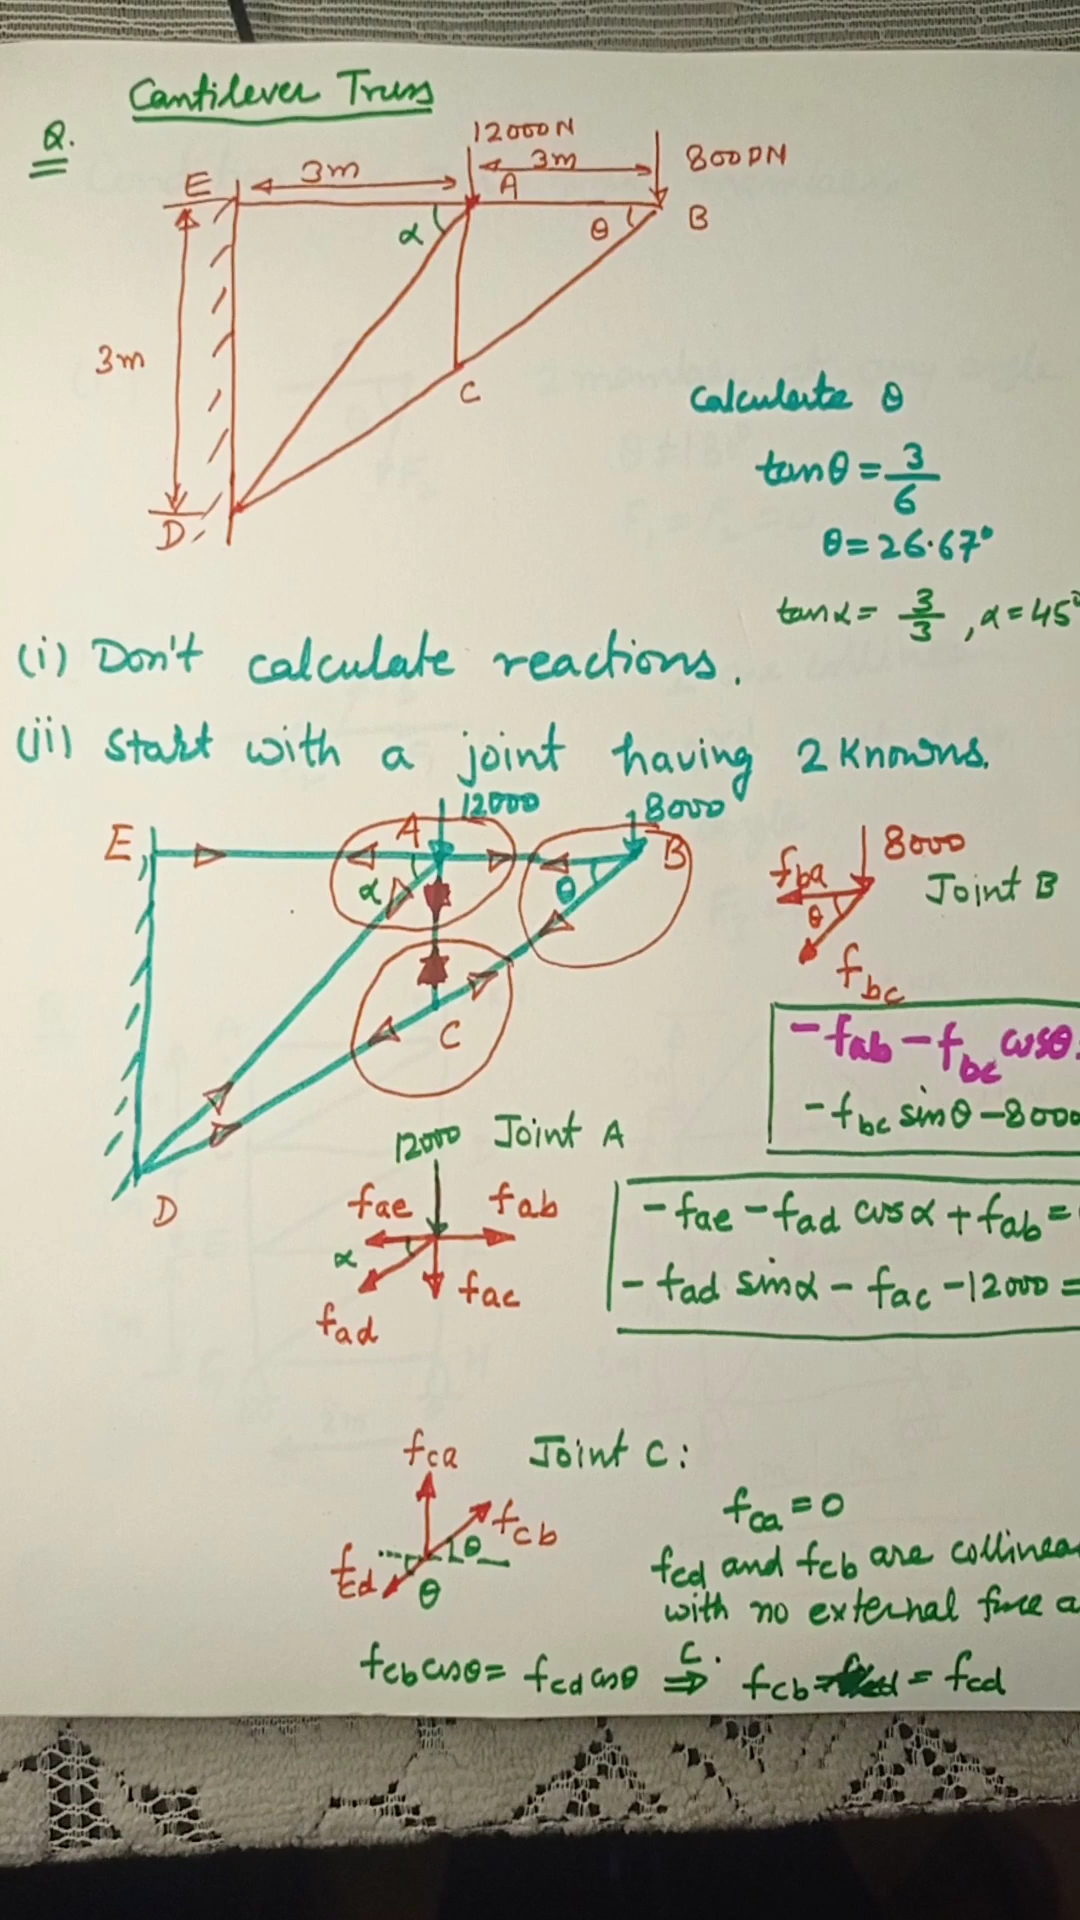 Cantilever Truss
Q.
12000N
3m
3m
8000N
E
A
B
α
θ
3m
C
D
Calculate θ
tanθ = 3/6
θ = 26.67°
tanα = 3/3, α = 45°
(i) Don't calculate reactions.
(ii) Start with a joint having 2 knowns.
12000
8000
E
A
B
α
θ
C
D
8000
fba
Joint B
θ
fbc
-fab - fbc cosθ
-fbc sinθ - 8000
12000 Joint A
fae
fab
α
fac
fad
-fae - fad cosα + fab =
-fad sinα - fac - 12000 =
fca
Joint C:
fcb
θ
fcd
θ
fca = 0
fcd and fcb are collinea
with no external force a
C.
fcb cosθ = fcd cosθ ⇒ fcb = fcd